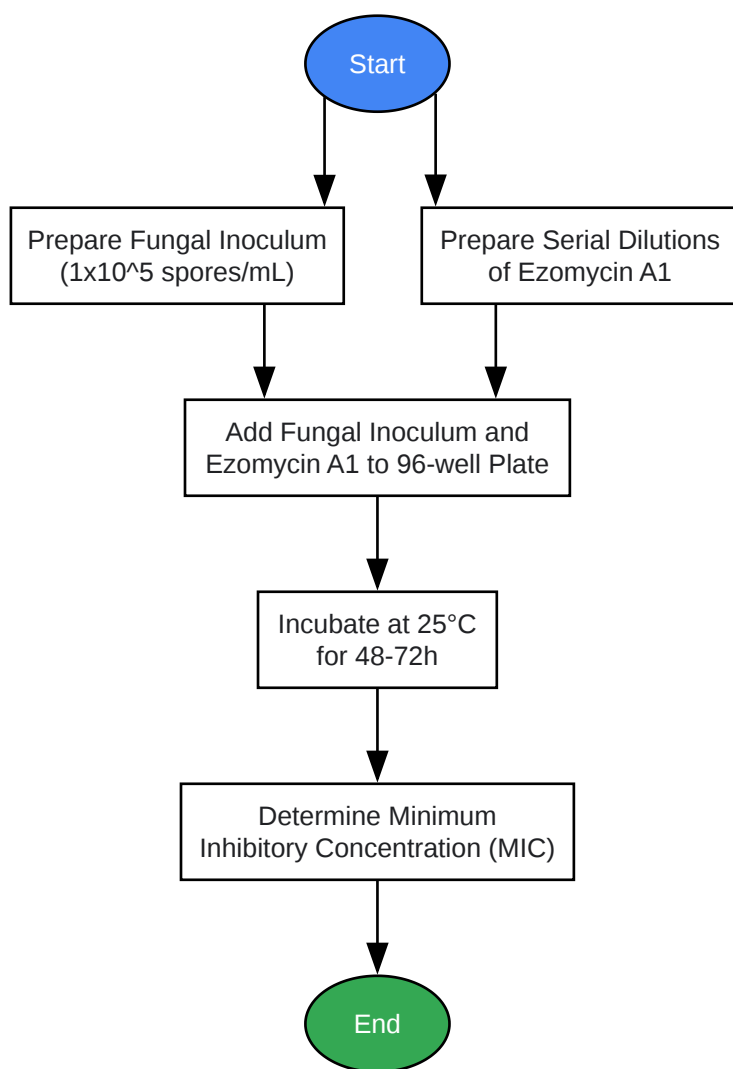 Start
Prepare Fungal Inoculum
(1x10^5 spores/mL)
Prepare Serial Dilutions
of Ezomycin A1
Add Fungal Inoculum and
Ezomycin A1 to 96-well Plate
Incubate at 25°C
for 48-72h
Determine Minimum
Inhibitory Concentration (MIC)
End